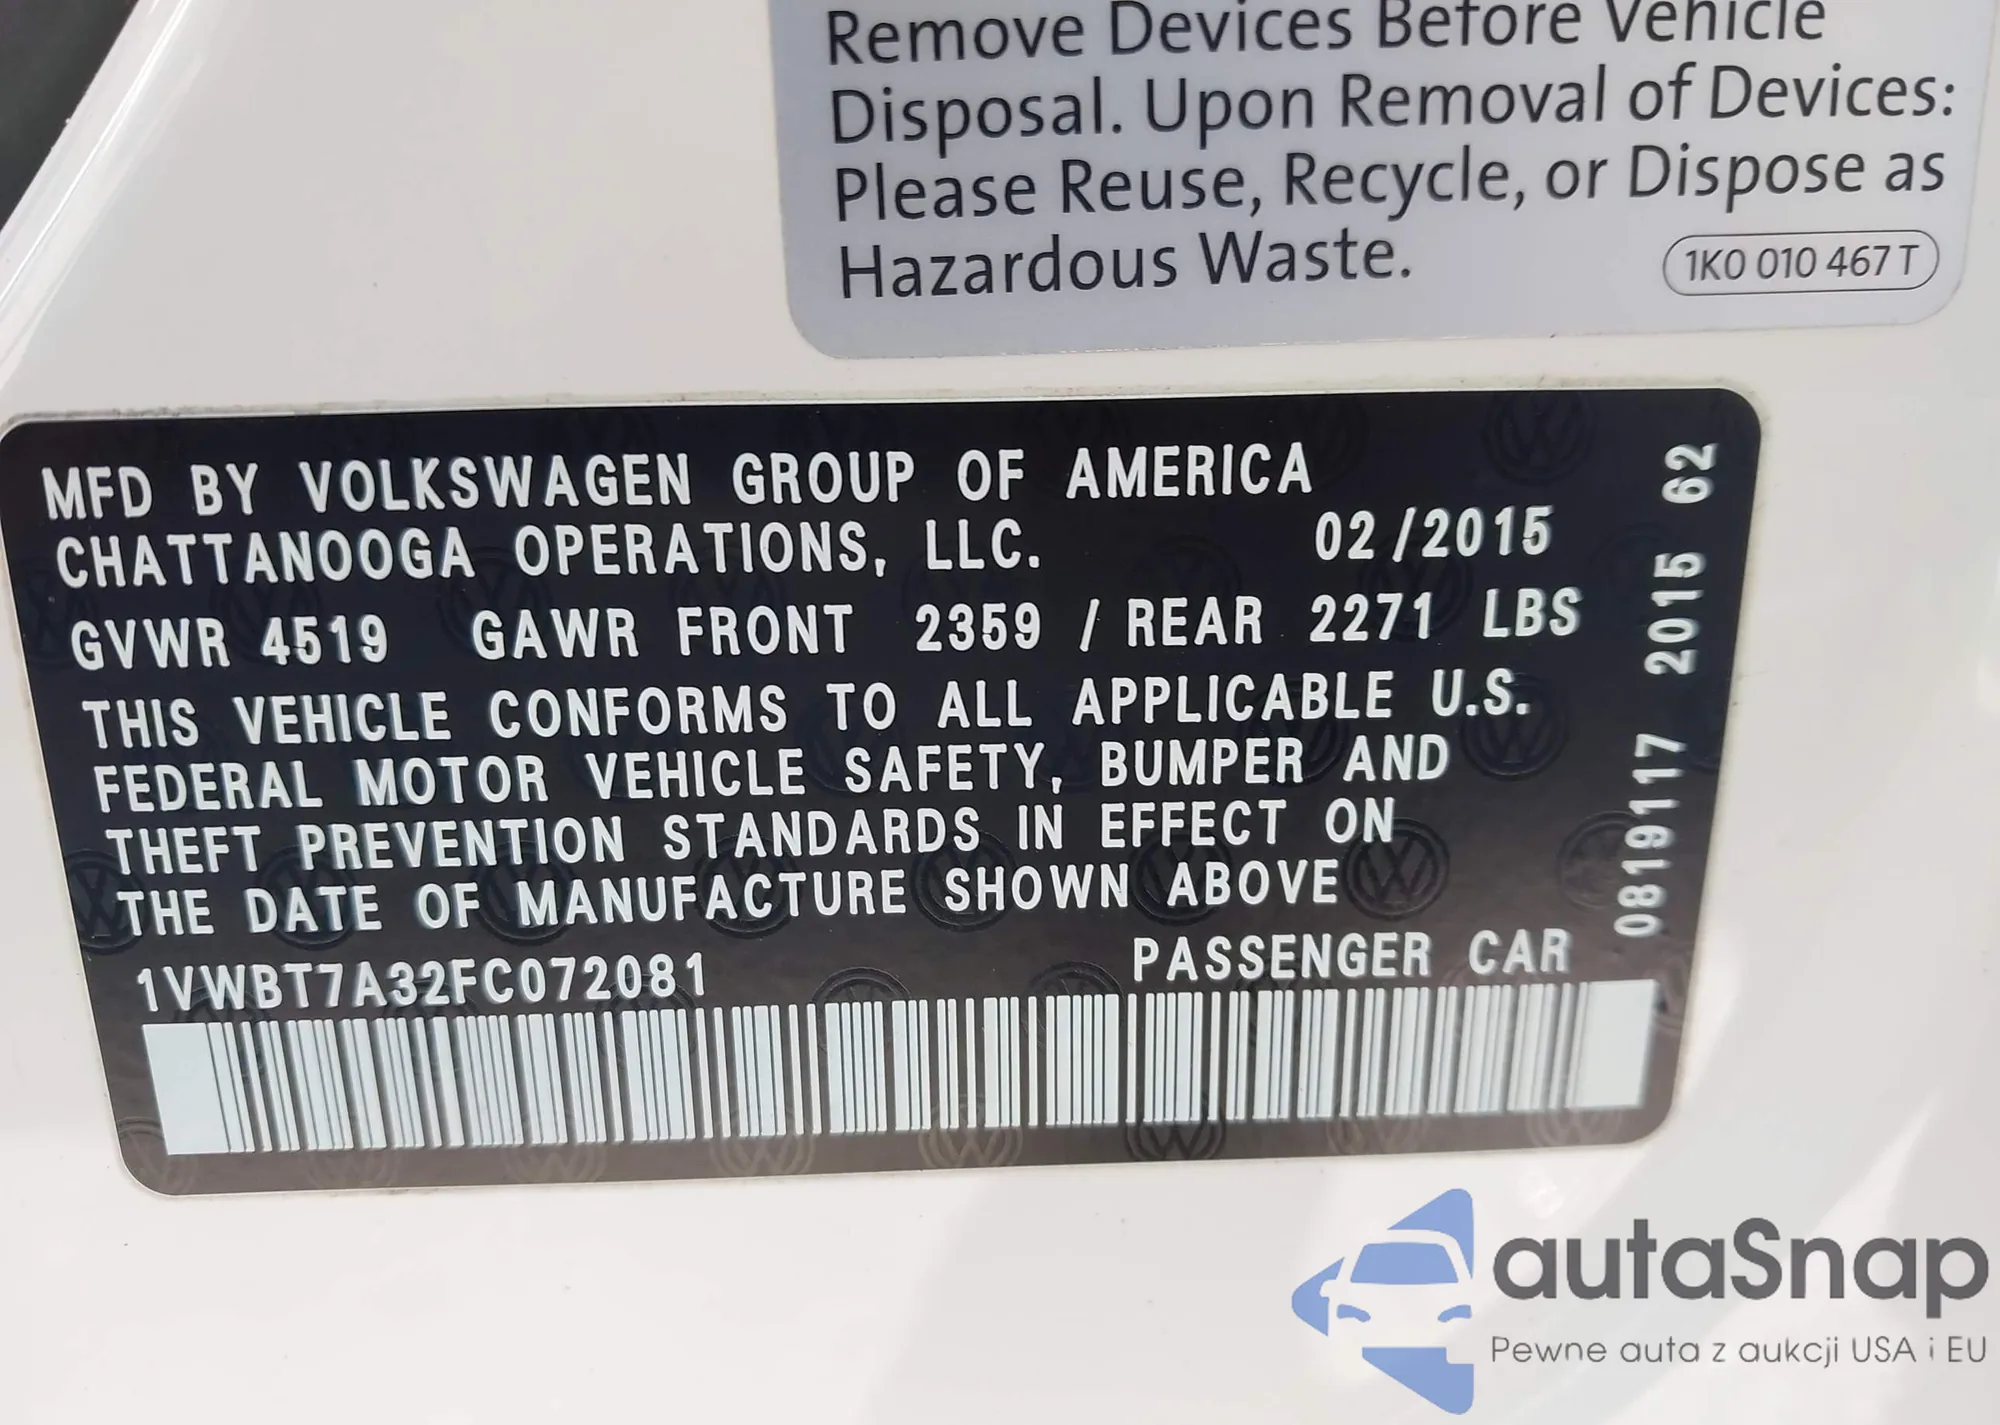 Remove Devices Before Vehicle
Disposal. Upon Removal of Devices:
Please Reuse, Recycle, or Dispose as
Hazardous Waste.
1K0 010 467 T
MFD BY VOLKSWAGEN GROUP OF AMERICA
CHATTANOOGA OPERATIONS, LLC. 02/2015
GVWR 4519 GAWR FRONT 2359 / REAR 2271 LBS
THIS VEHICLE CONFORMS TO ALL APPLICABLE U.S.
FEDERAL MOTOR VEHICLE SAFETY, BUMPER AND
THEFT PREVENTION STANDARDS IN EFFECT ON
THE DATE OF MANUFACTURE SHOWN ABOVE
1VWBT7A32FC072081 PASSENGER CAR
0819117 2015 62
autaSnap
Pewne auta z aukcji USA i EU